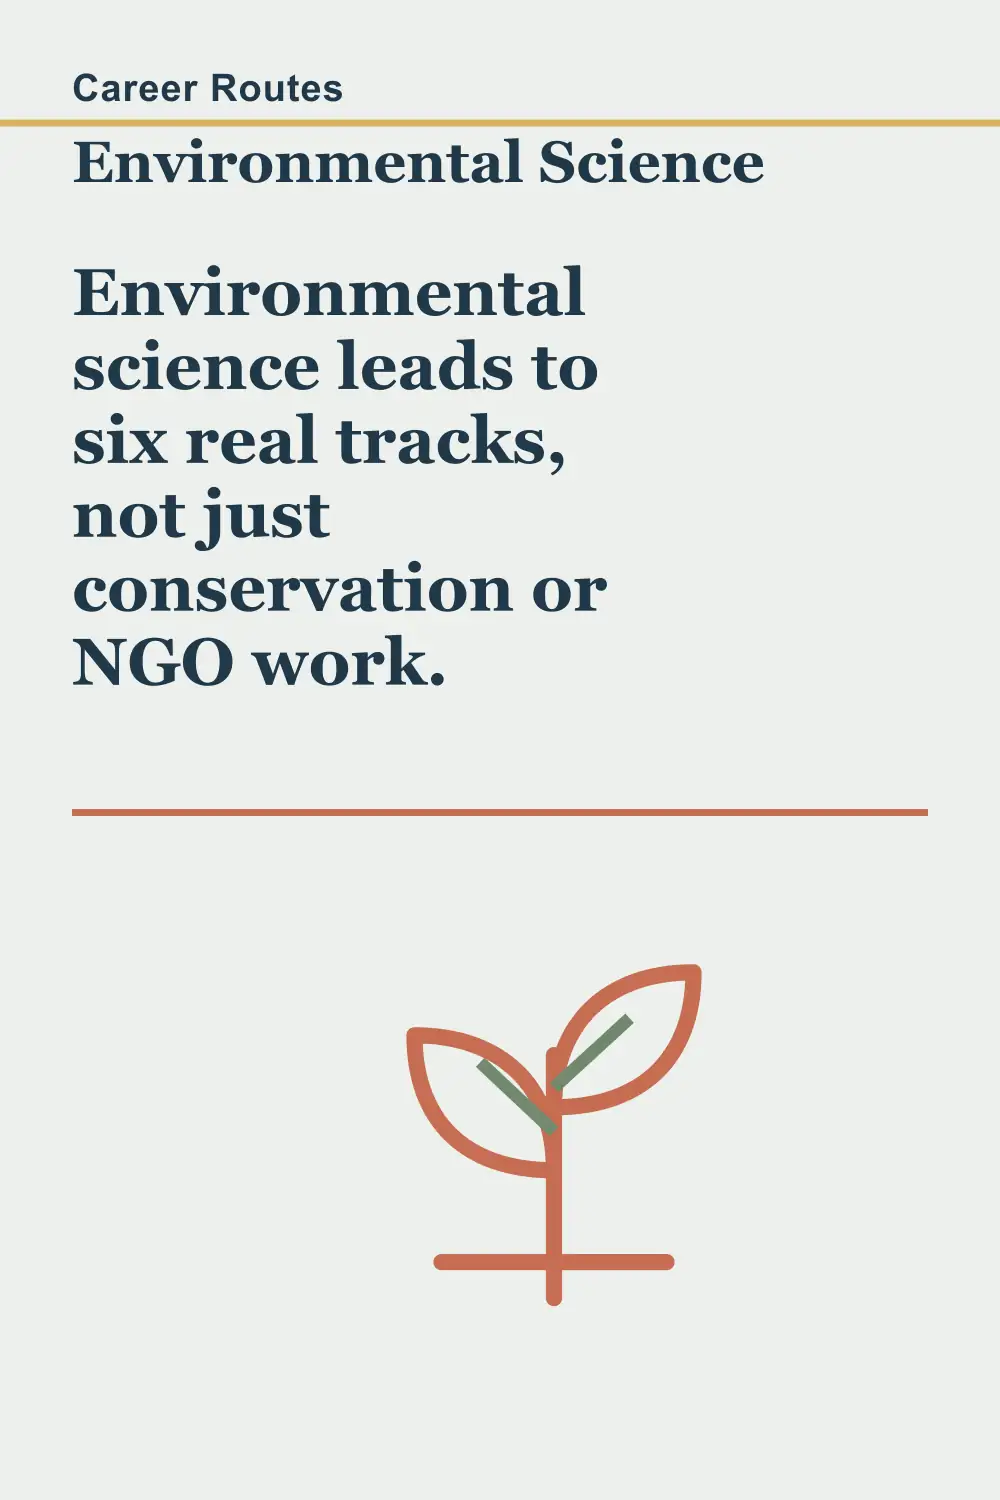 Career Routes
Environmental Science
Environmental
science leads to
six real tracks,
not just
conservation or
NGO work.